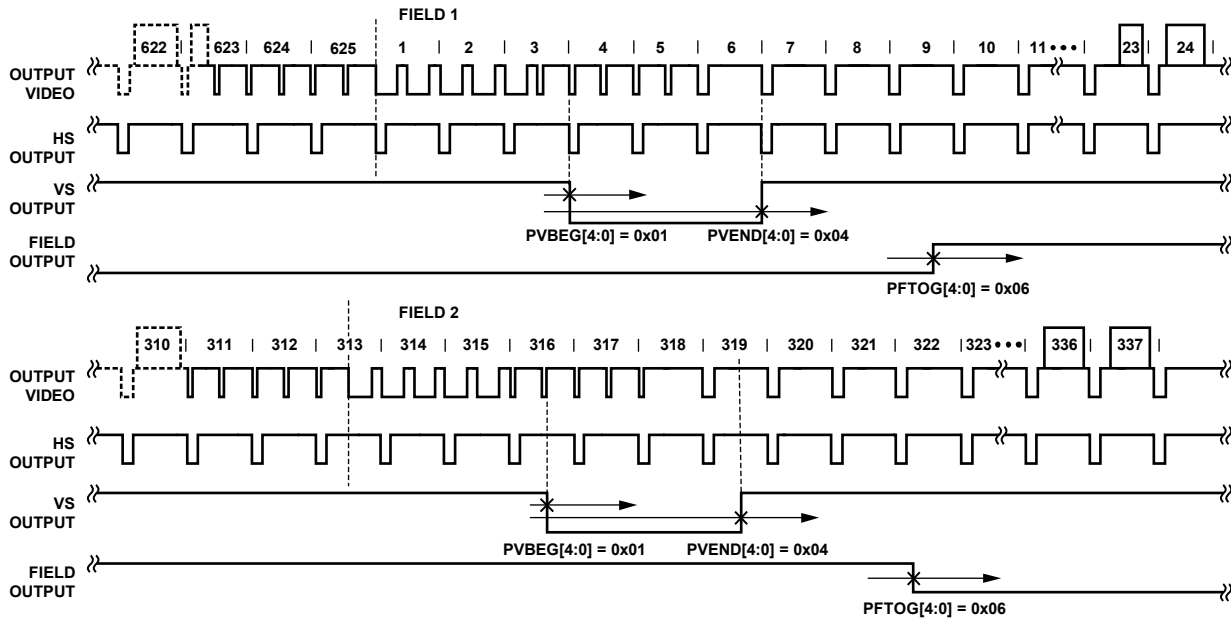 FIELD 1
622 | 623 | 624 | 625 | 1 | 2 | 3 | 4 | 5 | 6 | 7 | 8 | 9 | 10 | 11 ••• 23 | 24 |
OUTPUT
VIDEO
HS
OUTPUT
VS
OUTPUT
PVBEG[4:0] = 0x01 PVEND[4:0] = 0x04
FIELD
OUTPUT
PFTOG[4:0] = 0x06
FIELD 2
310 | 311 | 312 | 313 | 314 | 315 | 316 | 317 | 318 | 319 | 320 | 321 | 322 | 323 ••• 336 | 337 |
OUTPUT
VIDEO
HS
OUTPUT
VS
OUTPUT
PVBEG[4:0] = 0x01 PVEND[4:0] = 0x04
FIELD
OUTPUT
PFTOG[4:0] = 0x06